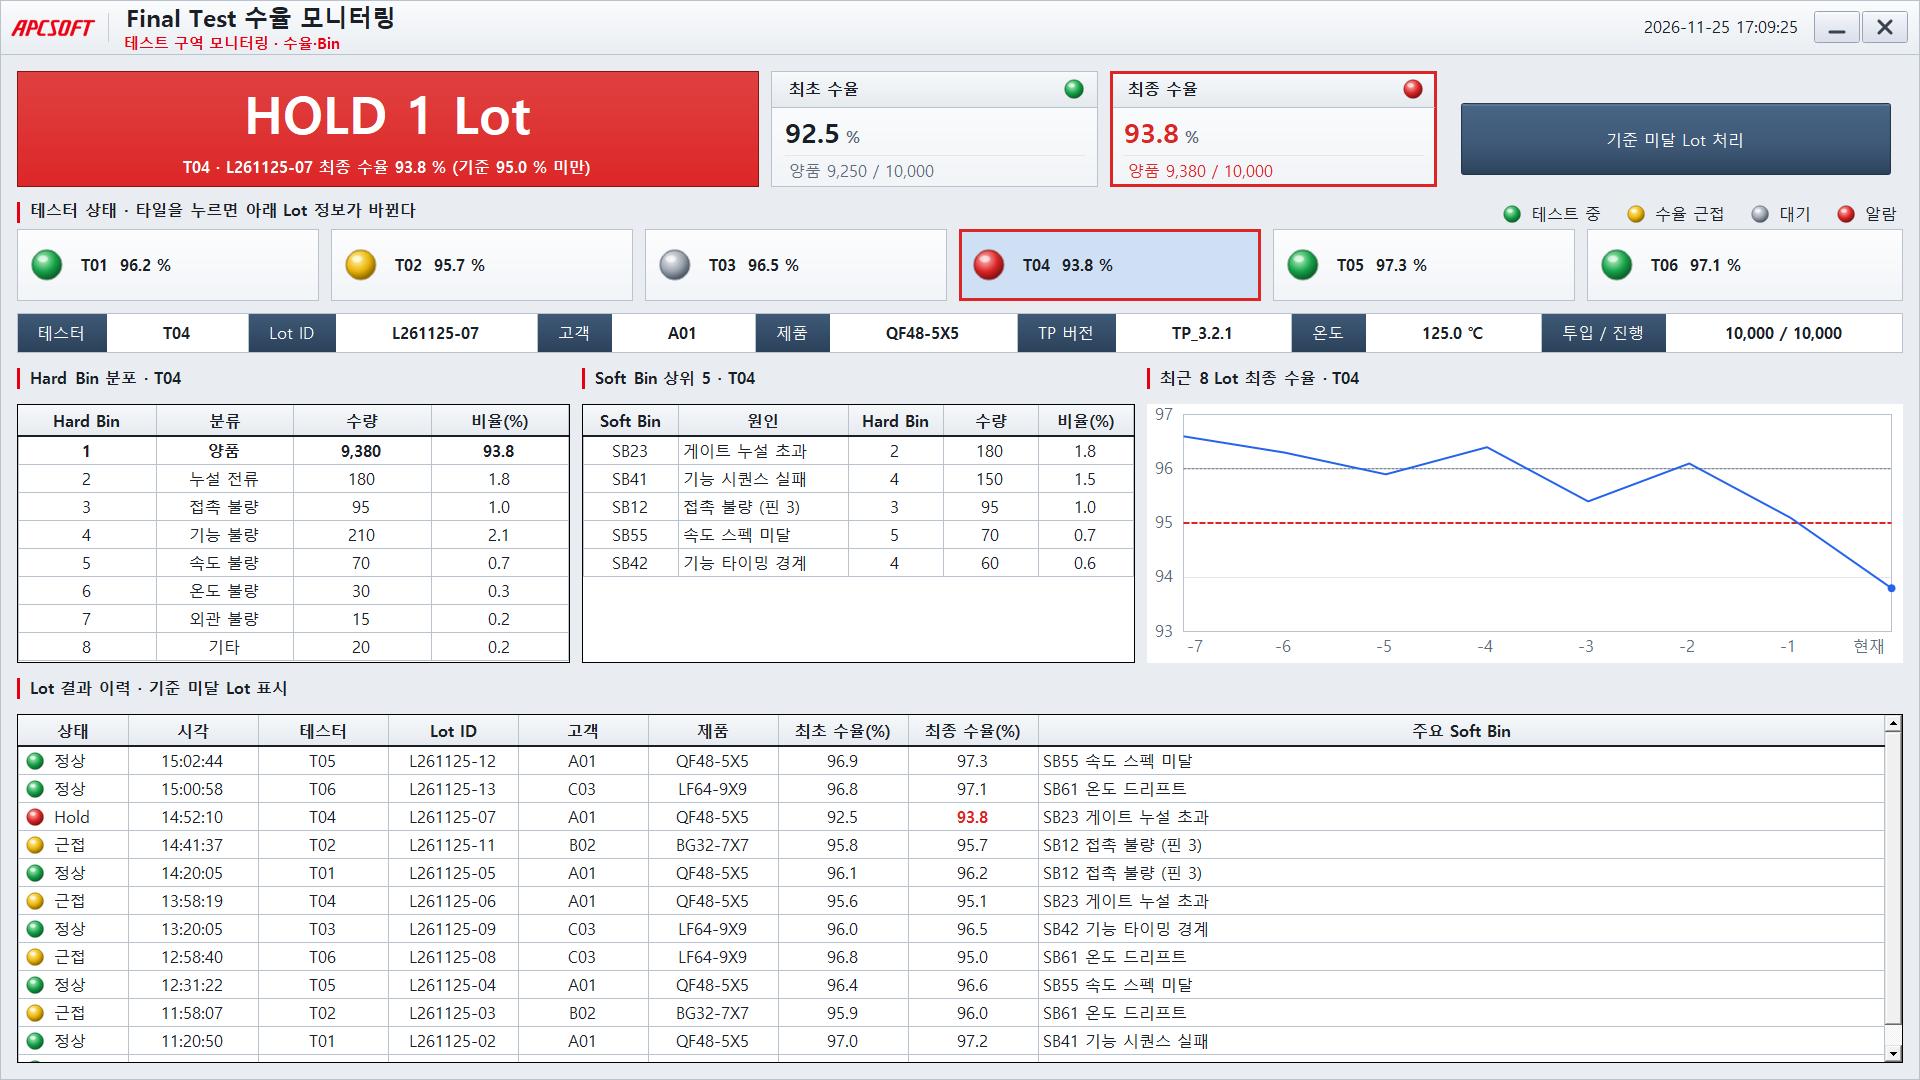 APCSOFT
Final Test 수율 모니터링
테스트 구역 모니터링 · 수율·Bin
2026-11-25 17:09:25
HOLD 1 Lot
T04 · L261125-07 최종 수율 93.8 % (기준 95.0 % 미만)
최초 수율
92.5 %
양품 9,250 / 10,000
최종 수율
93.8 %
양품 9,380 / 10,000
기준 미달 Lot 처리
테스터 상태 · 타일을 누르면 아래 Lot 정보가 바뀐다
테스트 중 수율 근접 대기 알람
T01 96.2 %
T02 95.7 %
T03 96.5 %
T04 93.8 %
T05 97.3 %
T06 97.1 %
테스터 T04 Lot ID L261125-07 고객 A01 제품 QF48-5X5 TP 버전 TP_3.2.1 온도 125.0 ℃ 투입 / 진행 10,000 / 10,000
Hard Bin 분포 · T04
Hard Bin 분류 수량 비율(%)
1 양품 9,380 93.8
2 누설 전류 180 1.8
3 접촉 불량 95 1.0
4 기능 불량 210 2.1
5 속도 불량 70 0.7
6 온도 불량 30 0.3
7 외관 불량 15 0.2
8 기타 20 0.2
Soft Bin 상위 5 · T04
Soft Bin 원인 Hard Bin 수량 비율(%)
SB23 게이트 누설 초과 2 180 1.8
SB41 기능 시퀀스 실패 4 150 1.5
SB12 접촉 불량 (핀 3) 3 95 1.0
SB55 속도 스펙 미달 5 70 0.7
SB42 기능 타이밍 경계 4 60 0.6
최근 8 Lot 최종 수율 · T04
97
96
95
94
93
-7 -6 -5 -4 -3 -2 -1 현재
Lot 결과 이력 · 기준 미달 Lot 표시
상태 시각 테스터 Lot ID 고객 제품 최초 수율(%) 최종 수율(%) 주요 Soft Bin
정상 15:02:44 T05 L261125-12 A01 QF48-5X5 96.9 97.3 SB55 속도 스펙 미달
정상 15:00:58 T06 L261125-13 C03 LF64-9X9 96.8 97.1 SB61 온도 드리프트
Hold 14:52:10 T04 L261125-07 A01 QF48-5X5 92.5 93.8 SB23 게이트 누설 초과
근접 14:41:37 T02 L261125-11 B02 BG32-7X7 95.8 95.7 SB12 접촉 불량 (핀 3)
정상 14:20:05 T01 L261125-05 A01 QF48-5X5 96.1 96.2 SB12 접촉 불량 (핀 3)
근접 13:58:19 T04 L261125-06 A01 QF48-5X5 95.6 95.1 SB23 게이트 누설 초과
정상 13:20:05 T03 L261125-09 C03 LF64-9X9 96.0 96.5 SB42 기능 타이밍 경계
근접 12:58:40 T06 L261125-08 C03 LF64-9X9 96.8 95.0 SB61 온도 드리프트
정상 12:31:22 T05 L261125-04 A01 QF48-5X5 96.4 96.6 SB55 속도 스펙 미달
근접 11:58:07 T02 L261125-03 B02 BG32-7X7 95.9 96.0 SB61 온도 드리프트
정상 11:20:50 T01 L261125-02 A01 QF48-5X5 97.0 97.2 SB41 기능 시퀀스 실패